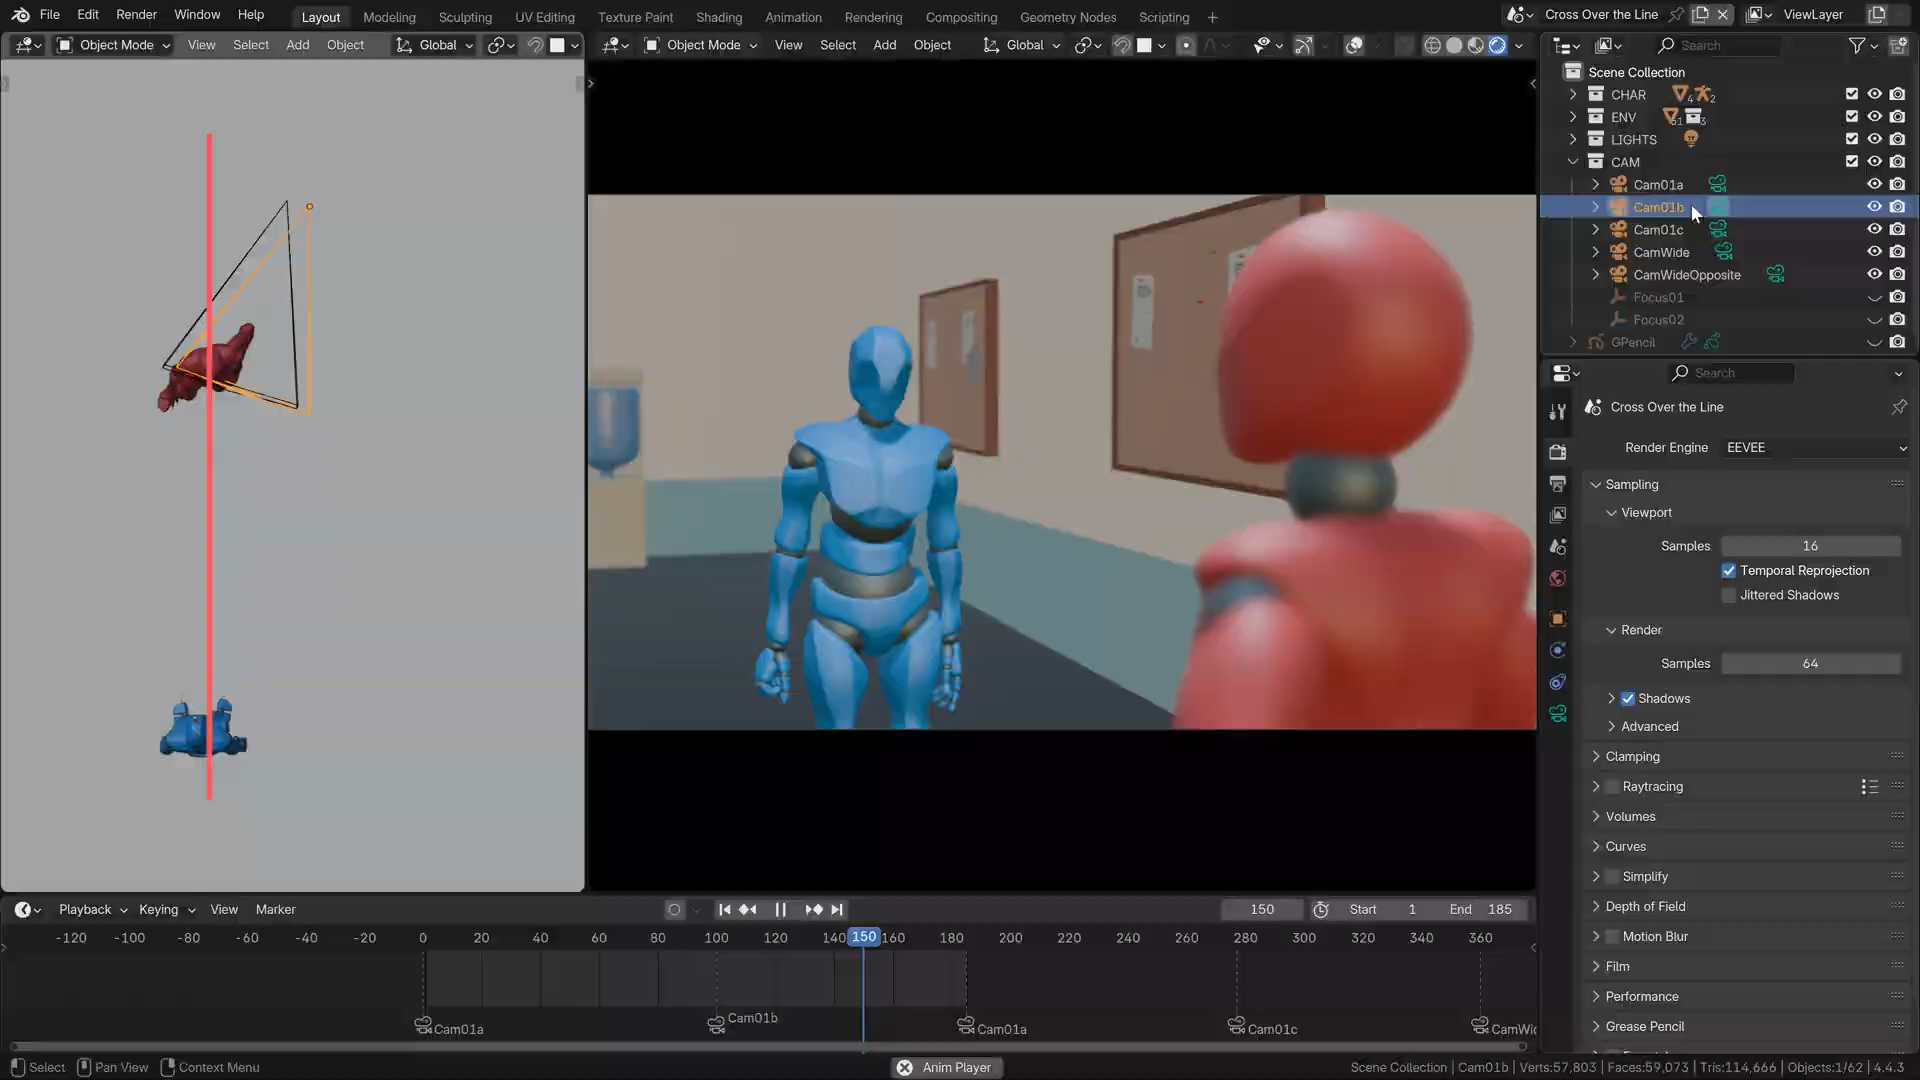 File Edit Render Window Help Layout Modeling Sculpting UV Editing Texture Paint Shading Animation Rendering Compositing Geometry Nodes Scripting Cross Over the Line ViewLayer
Object Mode View Select Add Object Global Object Mode View Select Add Object Global Search
Scene Collection
CHAR 4 2
ENV 51 3
LIGHTS
CAM
Cam01a
Cam01b
Cam01c
CamWide
CamWideOpposite
Focus01
Focus02
GPencil
Search
Cross Over the Line
Render Engine EEVEE
Sampling
Viewport
Samples 16
Temporal Reprojection
Jittered Shadows
Render
Samples 64
Shadows
Advanced
Clamping
Raytracing
Volumes
Curves
Simplify
Depth of Field
Motion Blur
Film
Performance
Grease Pencil
Playback Keying View Marker 150 Start 1 End 185
-120 -100 -80 -60 -40 -20 0 20 40 60 80 100 120 140 150 160 180 200 220 240 260 280 300 320 340 360
Cam01a Cam01b Cam01a Cam01c CamWid
Select Pan View Context Menu Anim Player Scene Collection | Cam01b | Verts:57,803 | Faces:59,073 | Tris:114,666 | Objects:1/62 | 4.4.3